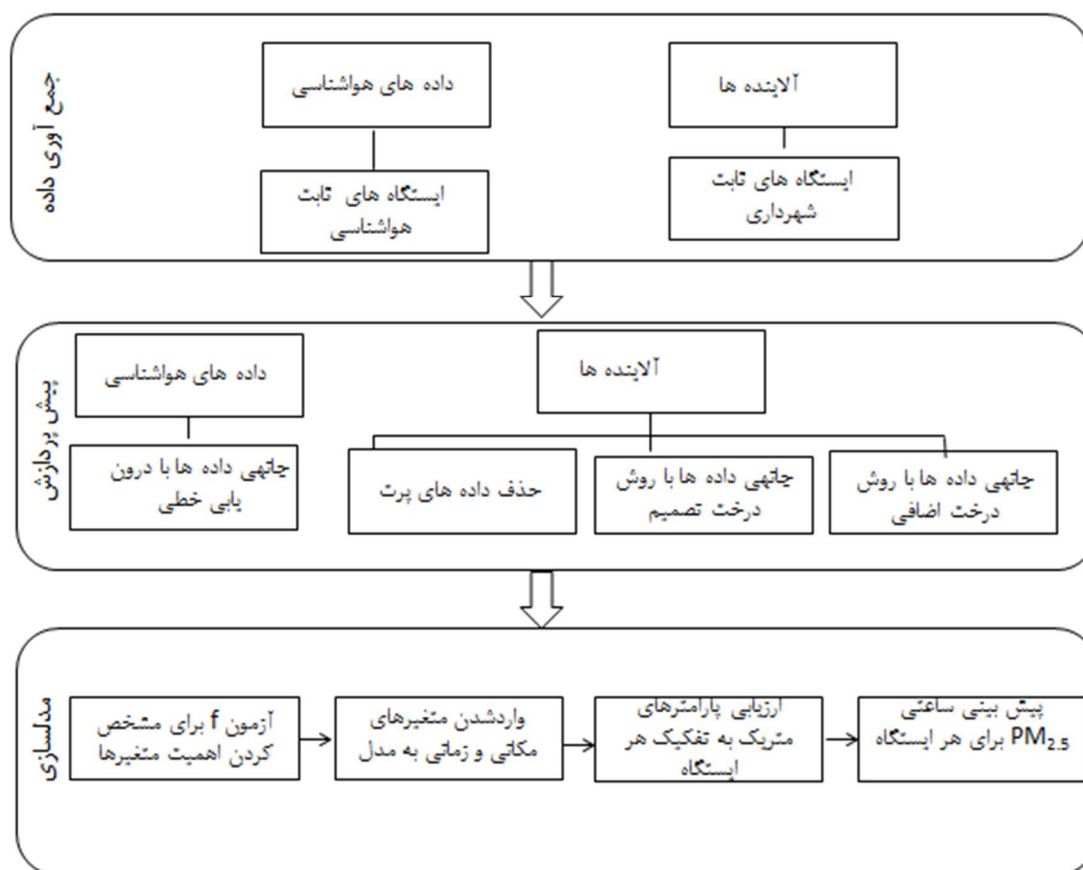 جمع آوری داده
آلاینده ها
داده های هواشناسی
ایستگاه های ثابت
شهرداری
ایستگاه های ثابت
هواشناسی
پیش پردازش
آلاینده ها
داده های هواشناسی
جانهی داده ها با روش
درخت اضافی
جانهی داده ها با روش
درخت تصمیم
حذف داده های پرت
جانهی داده ها با درون
یابی خطی
مدلسازی
آزمون f برای مشخص
کردن اهمیت متغیرها
واردشدن متغیرهای
مکانی و زمانی به مدل
ارزیابی پارامترهای
متریک به تفکیک هر
ایستگاه
پیش بینی ساعتی
PM2.5 برای هر ایستگاه